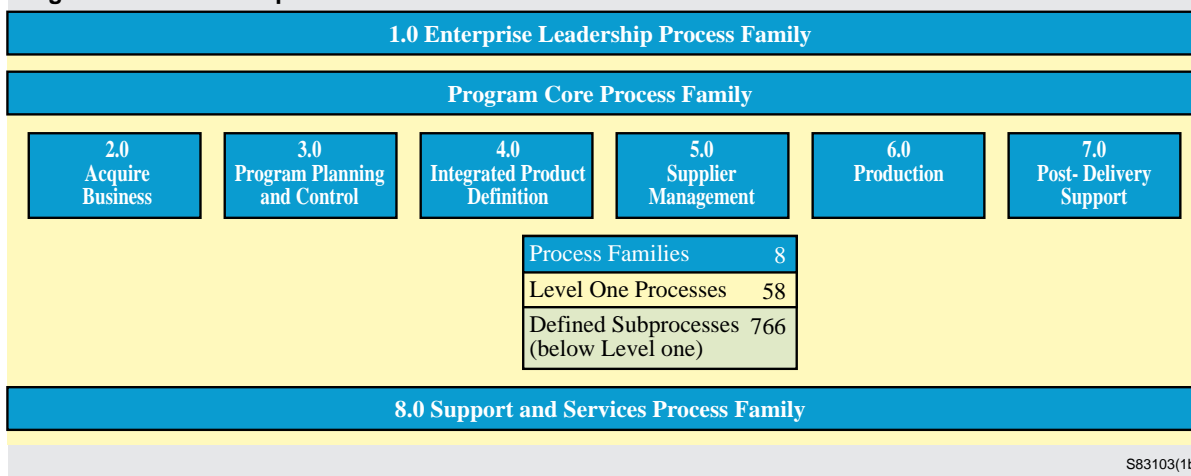 1.0 Enterprise Leadership Process Family
Program Core Process Family
2.0
Acquire
Business
3.0
Program Planning
and Control
4.0
Integrated Product
Definition
5.0
Supplier
Management
6.0
Production
7.0
Post- Delivery
Support
Process Families 8
Level One Processes 58
Defined Subprocesses 766
(below Level one)
8.0 Support and Services Process Family